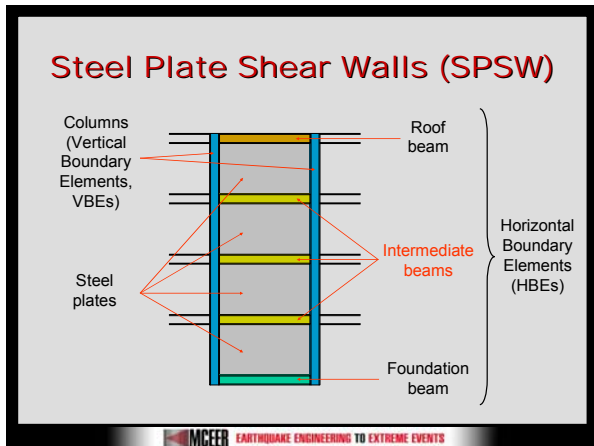 Steel Plate Shear Walls (SPSW)
Columns
(Vertical
Boundary
Elements,
VBEs)
Roof
beam
Intermediate
beams
Horizontal
Boundary
Elements
(HBEs)
Steel
plates
Foundation
beam
MCEER EARTHQUAKE ENGINEERING TO EXTREME EVENTS